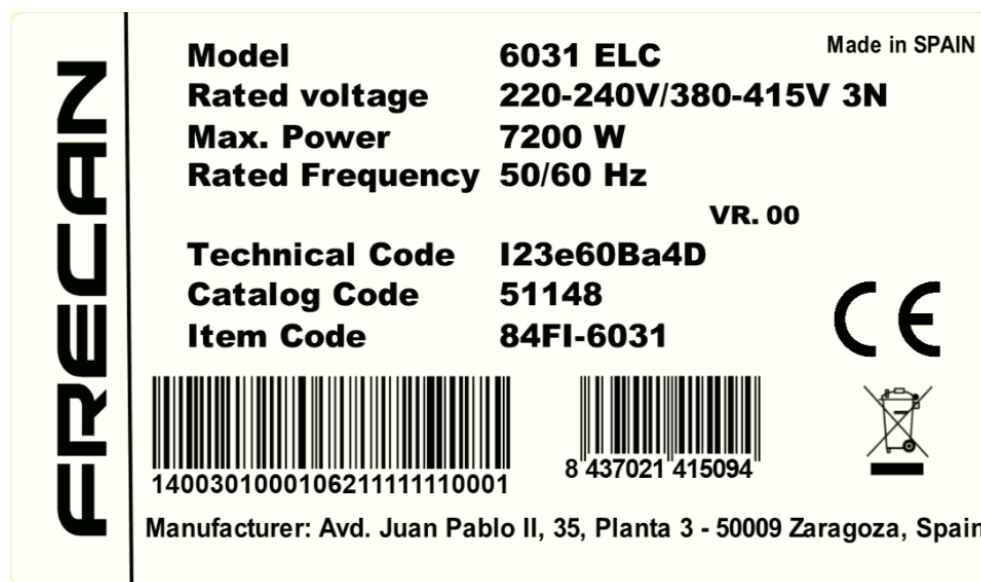 FRECAN
Made in SPAIN
Model 6031 ELC
Rated voltage 220-240V/380-415V 3N
Max. Power 7200 W
Rated Frequency 50/60 Hz
VR. 00
Technical Code I23e60Ba4D
Catalog Code 51148
Item Code 84FI-6031
CE
14003010001062111111110001
8 437021 415094
Manufacturer: Avd. Juan Pablo II, 35, Planta 3 - 50009 Zaragoza, Spain